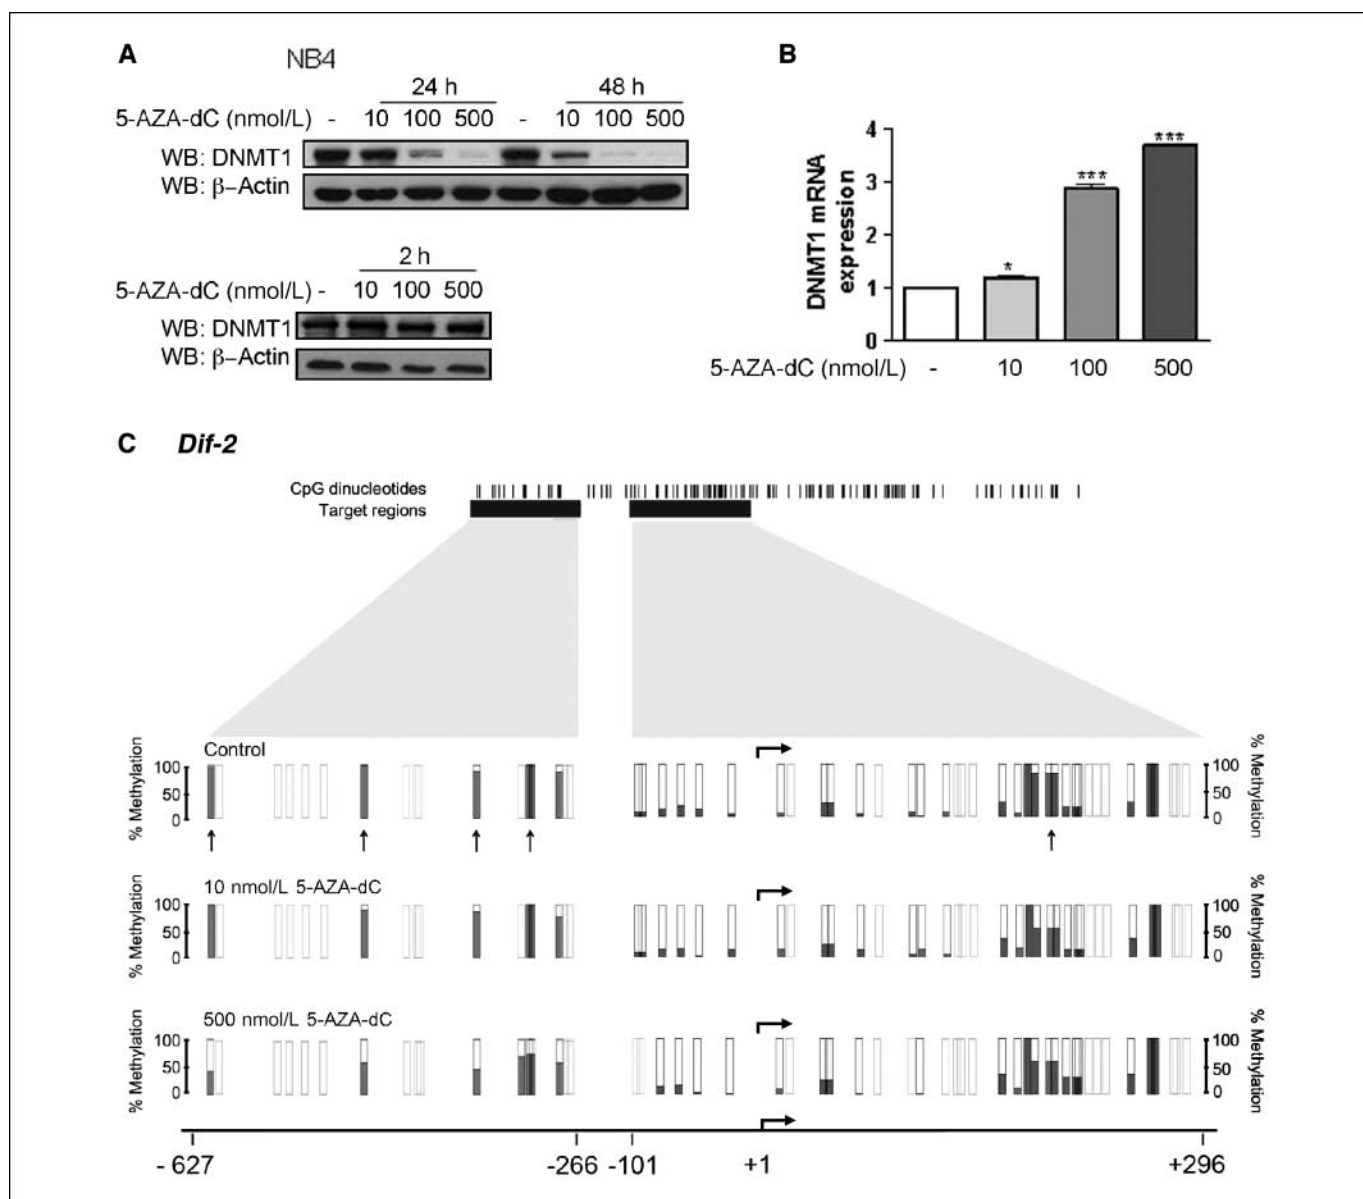 A
NB4
24 h 48 h
5-AZA-dC (nmol/L) - 10 100 500 - 10 100 500
WB: DNMT1
WB: β–Actin
2 h
5-AZA-dC (nmol/L) - 10 100 500
WB: DNMT1
WB: β–Actin
B
DNMT1 mRNA
expression
4
3
2
1
0
*
***
***
5-AZA-dC (nmol/L) - 10 100 500
C Dif-2
CpG dinucleotides
Target regions
Control
% Methylation
100
50
0
100
50
0
% Methylation
10 nmol/L 5-AZA-dC
% Methylation
100
50
0
100
50
0
% Methylation
500 nmol/L 5-AZA-dC
% Methylation
100
50
0
100
50
0
% Methylation
- 627 -266 -101 +1 +296